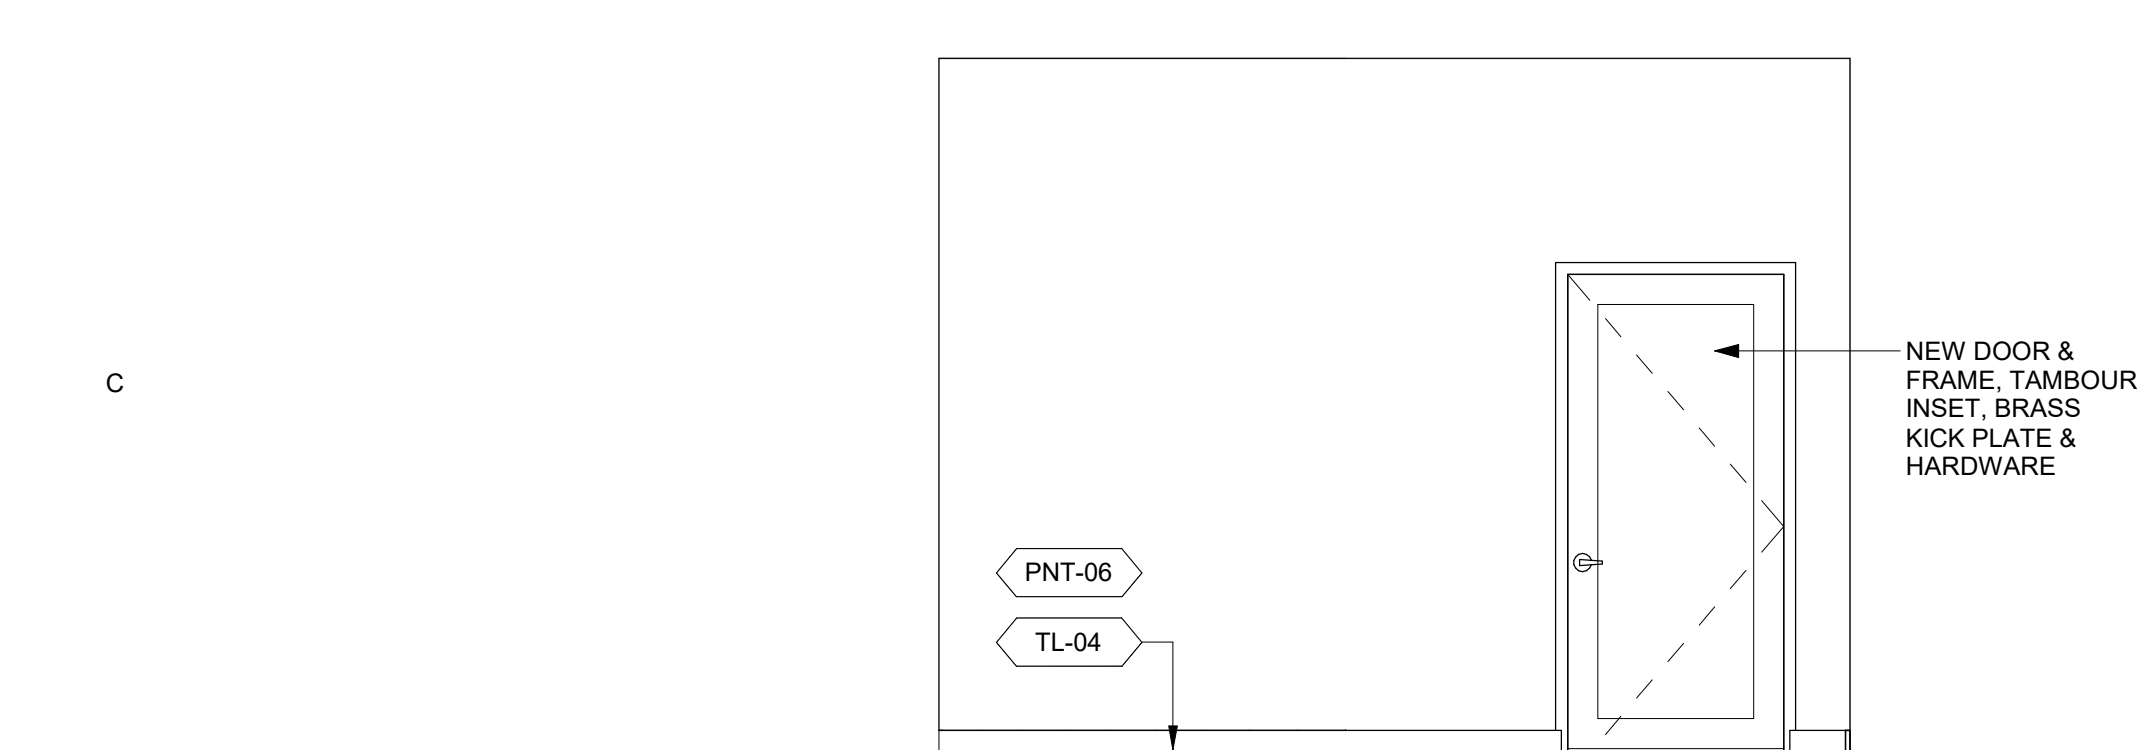 NEW DOOR &
FRAME, TAMBOUR
INSET, BRASS
KICK PLATE &
HARDWARE
C
PNT-06
TL-04